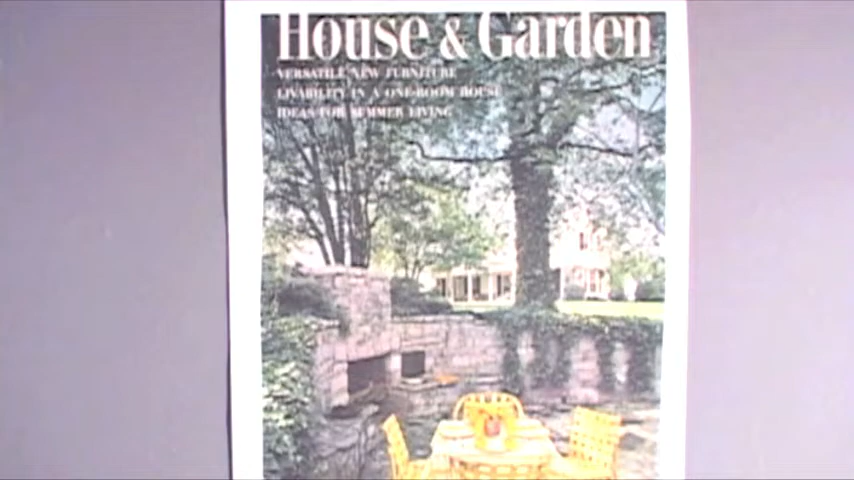 House & Garden
VERSATILE NEW FURNITURE
LIVABILITY IN A ONE-ROOM HOUSE
IDEAS FOR SUMMER LIVING